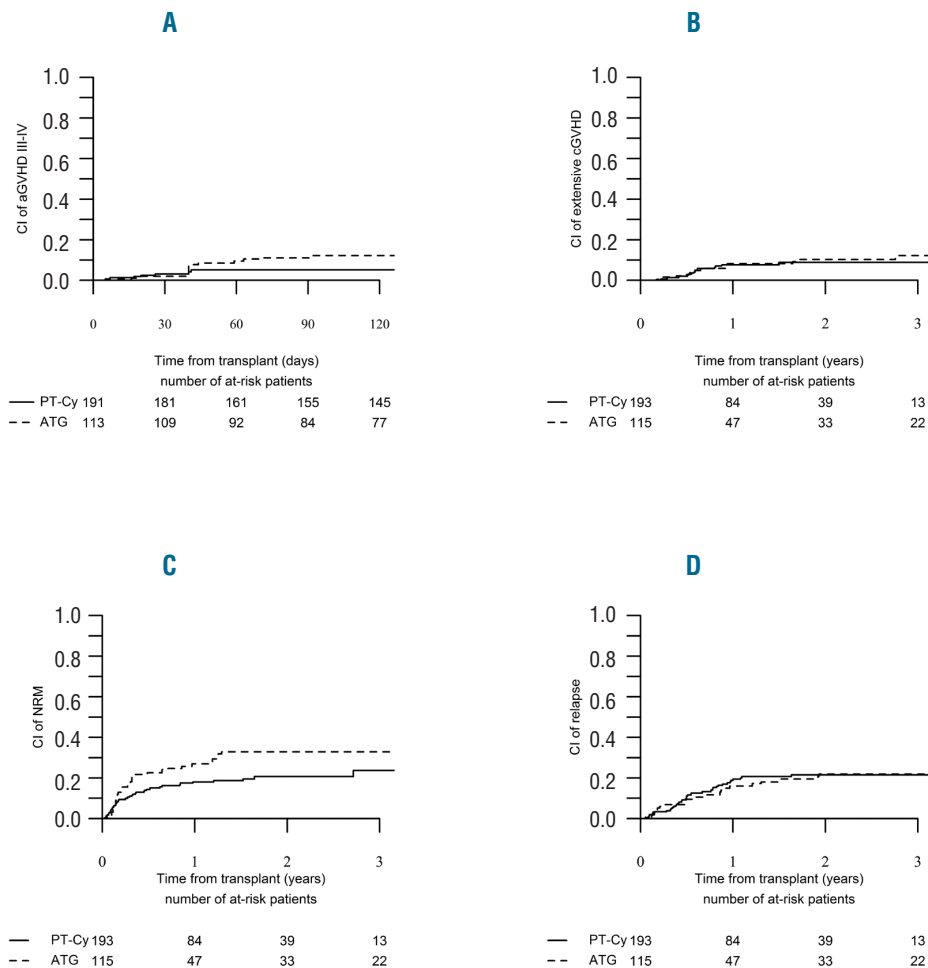 A
CI of aGVHD III-IV
1.0
0.8
0.6
0.4
0.2
0.0
0 30 60 90 120
Time from transplant (days)
number of at-risk patients
PT-Cy 191 181 161 155 145
ATG 113 109 92 84 77
B
CI of extensive cGVHD
1.0
0.8
0.6
0.4
0.2
0.0
0 1 2 3
Time from transplant (years)
number of at-risk patients
PT-Cy 193 84 39 13
ATG 115 47 33 22
C
CI of NRM
1.0
0.8
0.6
0.4
0.2
0.0
0 1 2 3
Time from transplant (years)
number of at-risk patients
PT-Cy 193 84 39 13
ATG 115 47 33 22
D
CI of relapse
1.0
0.8
0.6
0.4
0.2
0.0
0 1 2 3
Time from transplant (years)
number of at-risk patients
PT-Cy 193 84 39 13
ATG 115 47 33 22